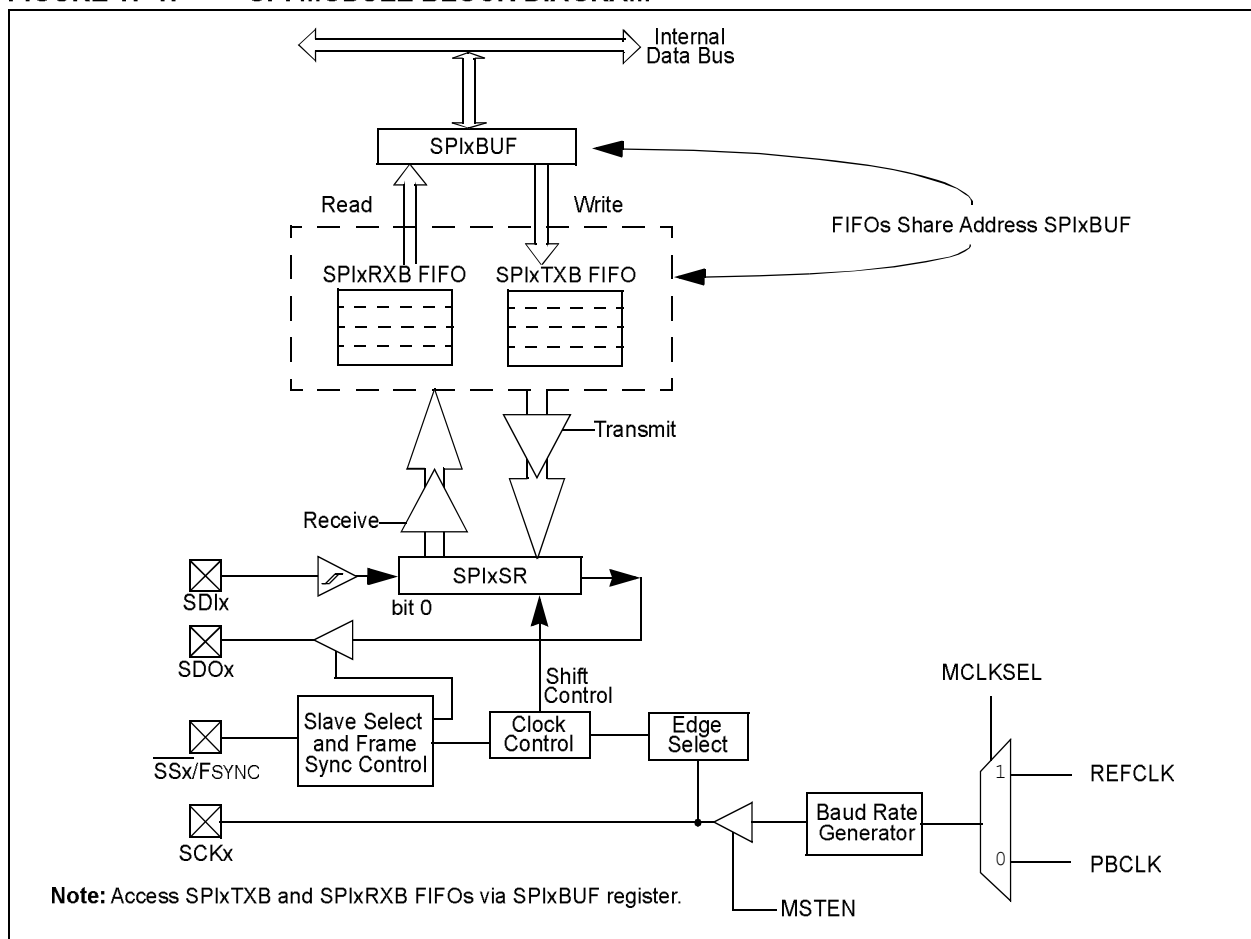 Internal
Data Bus
SPIxBUF
Read
Write
FIFOs Share Address SPIxBUF
SPIxRXB FIFO
SPIxTXB FIFO
Transmit
Receive
SPIxSR
SDIx
bit 0
SDOx
Shift
Control
MCLKSEL
Slave Select
and Frame
Sync Control
Clock
Control
Edge
Select
SSx/FSYNC
1
REFCLK
Baud Rate
Generator
SCKx
0
PBCLK
Note: Access SPIxTXB and SPIxRXB FIFOs via SPIxBUF register.
MSTEN